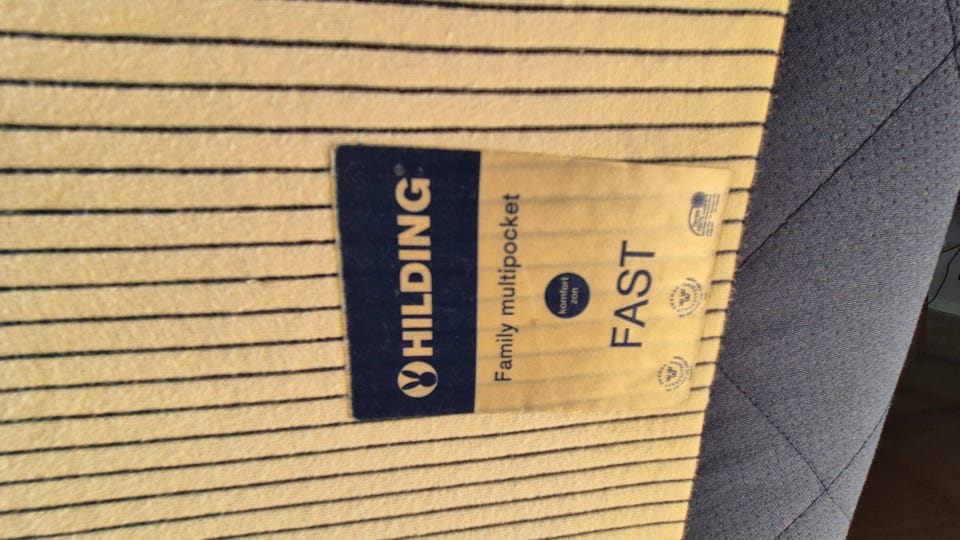 HILDING®
Family multipocket
komfort
zon
FAST